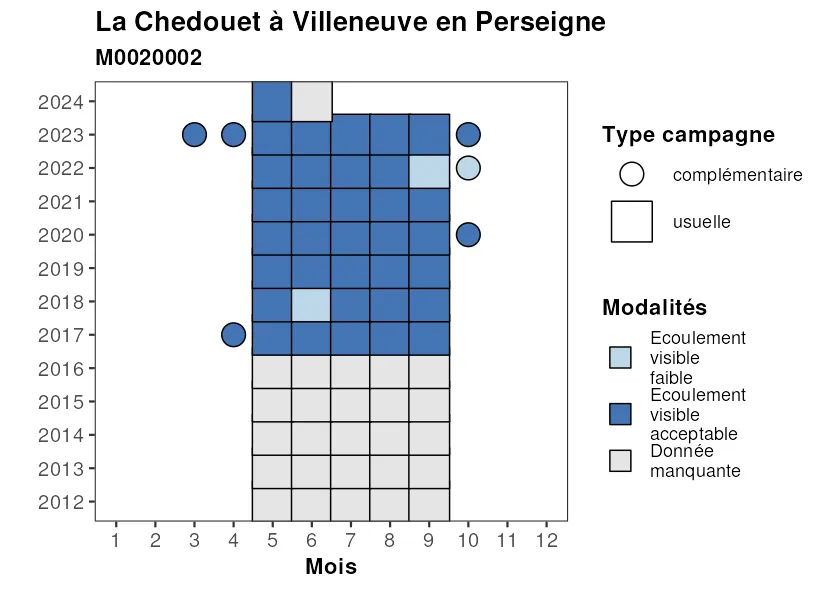 La Chedouet à Villeneuve en Perseigne
M0020002
2024
2023
2022
2021
2020
2019
2018
2017
2016
2015
2014
2013
2012
1 2 3 4 5 6 7 8 9 10 11 12
Mois
Type campagne
complémentaire
usuelle
Modalités
Ecoulement
visible
faible
Ecoulement
visible
acceptable
Donnée
manquante